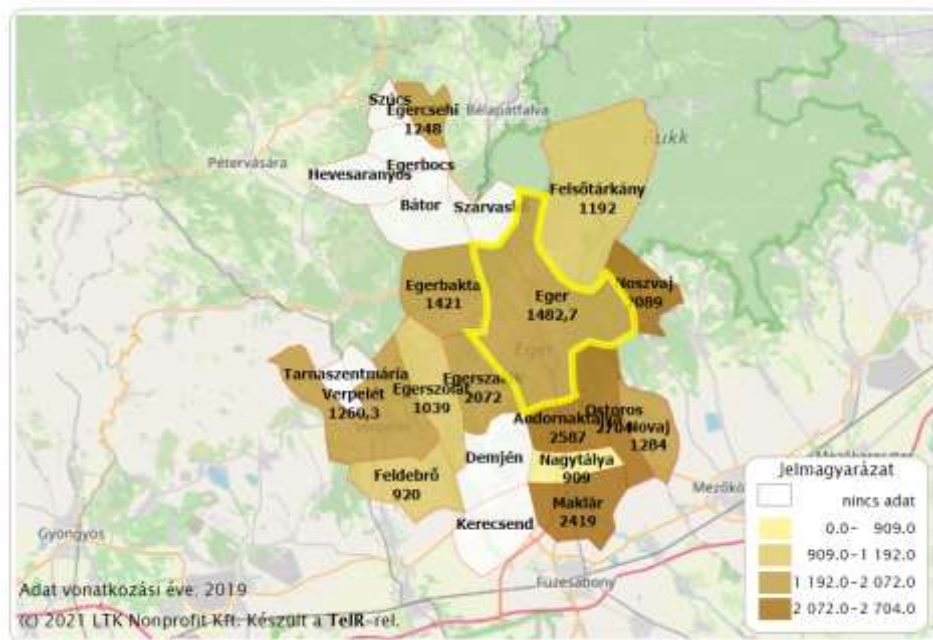 Szúcs
Egercsehi
1248
Bélapátfalva
Pétervására
Egerbocs
Hevesaranyos
Bátor
Felsőtárkány
1192
Egerbakta
1421
Eger
1482,7
Noszvaj
2089
Eger
Tarnaszentmária
Verpelét
1260,3
Egerszólát
1039
2072
Andornaktálya
2587
Ostoros
2704
Novaj
1284
Demjén
Nagytálya
909
Feldebrő
920
Maklár
2419
Kerecsend
Gyöngyös
Füzesabony
Jelmagyarázat
nincs adat
0.0- 909.0
909.0-1 192.0
1 192.0-2 072.0
2 072.0-2 704.0
Adat vonatkozási éve: 2019
(c) 2021 LTK Nonprofit Kft. Készült a TeIR-rel.